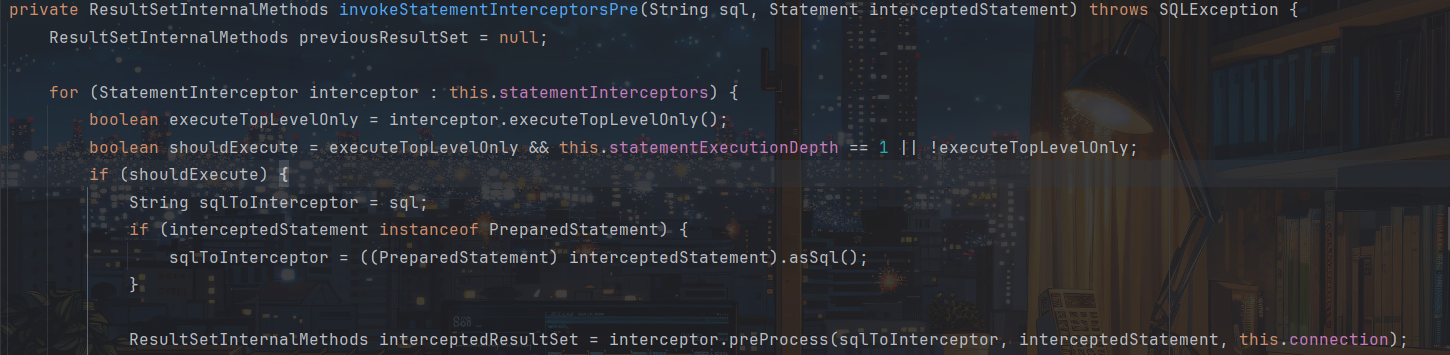 private ResultSetInternalMethods invokeStatementInterceptorsPre(String sql, Statement interceptedStatement) throws SQLException {
ResultSetInternalMethods previousResultSet = null;
for (StatementInterceptor interceptor : this.statementInterceptors) {
boolean executeTopLevelOnly = interceptor.executeTopLevelOnly();
boolean shouldExecute = executeTopLevelOnly && this.statementExecutionDepth == 1 || !executeTopLevelOnly;
if (shouldExecute) {
String sqlToInterceptor = sql;
if (interceptedStatement instanceof PreparedStatement) {
sqlToInterceptor = ((PreparedStatement) interceptedStatement).asSql();
}
ResultSetInternalMethods interceptedResultSet = interceptor.preProcess(sqlToInterceptor, interceptedStatement, this.connection);